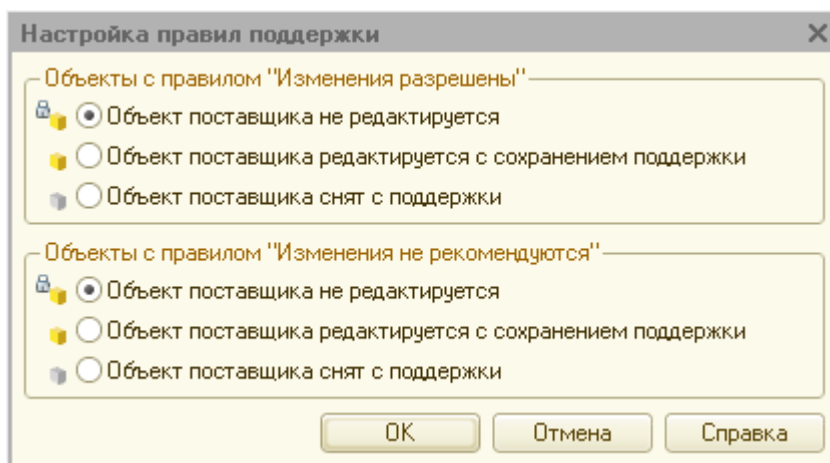 Настройка правил поддержки
Объекты с правилом "Изменения разрешены"
Объект поставщика не редактируется
Объект поставщика редактируется с сохранением поддержки
Объект поставщика снят с поддержки
Объекты с правилом "Изменения не рекомендуются"
Объект поставщика не редактируется
Объект поставщика редактируется с сохранением поддержки
Объект поставщика снят с поддержки
OK Отмена Справка